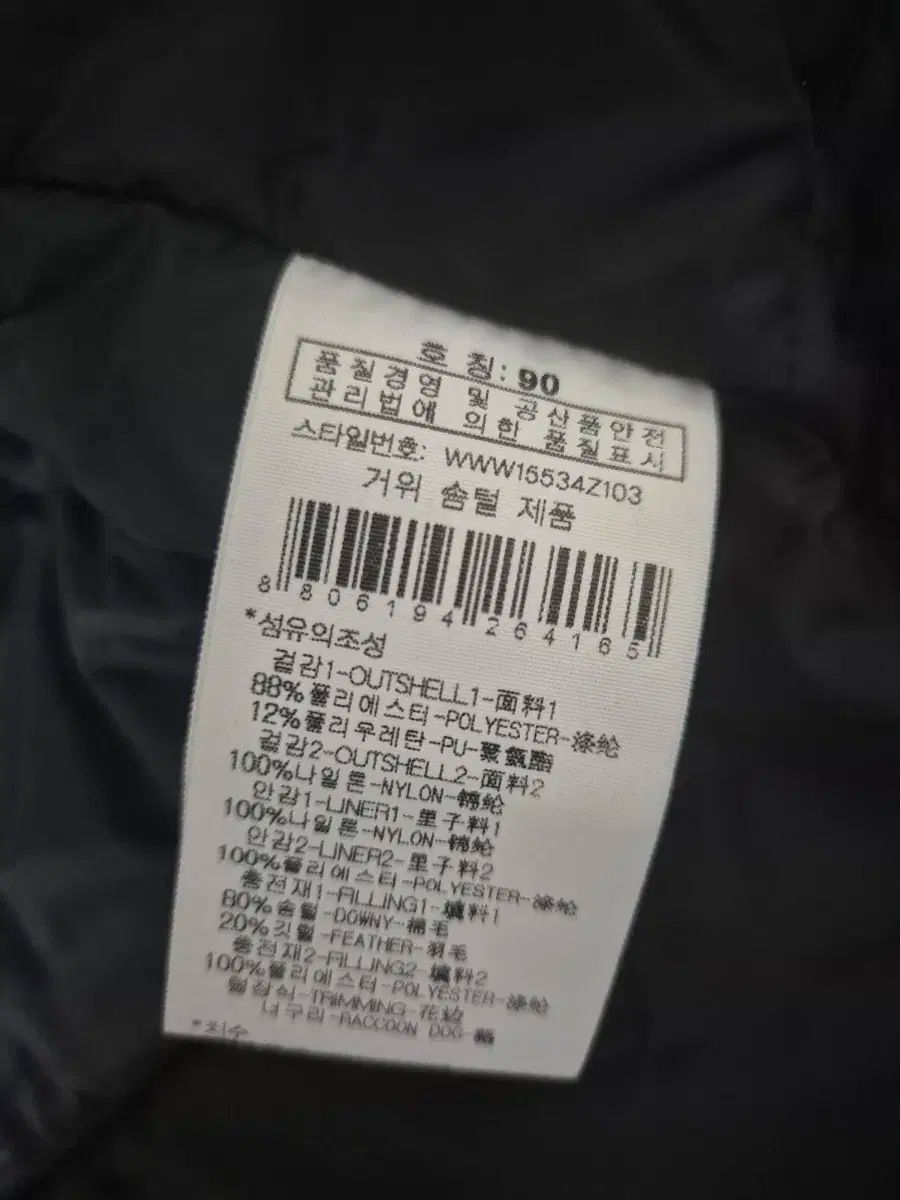 호 칭: 90
품질경영 및 공산품안전
관리법에 의한 품질표시
스타일번호: WWW15534Z103
거위 솜털 제품
8 806194 264165
*섬유의조성
겉감1-OUTSHELL1-面料1
88%폴리에스터-POLYESTER-涤纶
12%폴리우레탄-PU-聚氨酯
겉감2-OUTSHELL2-面料2
100%나일론-NYLON-锦纶
안감1-LINER1-里子料1
100%나일론-NYLON-锦纶
안감2-LINER2-里子料2
100%폴리에스터-POLYESTER-涤纶
충전재1-FILLING1-填料1
80%솜털-DOWNY-棉毛
20%깃털-FEATHER-羽毛
충전재2-FILLING2-填料2
100%폴리에스터-POLYESTER-涤纶
털장식-TRIMMING-花边
너구리-RACCOON DOG-貉
*치수